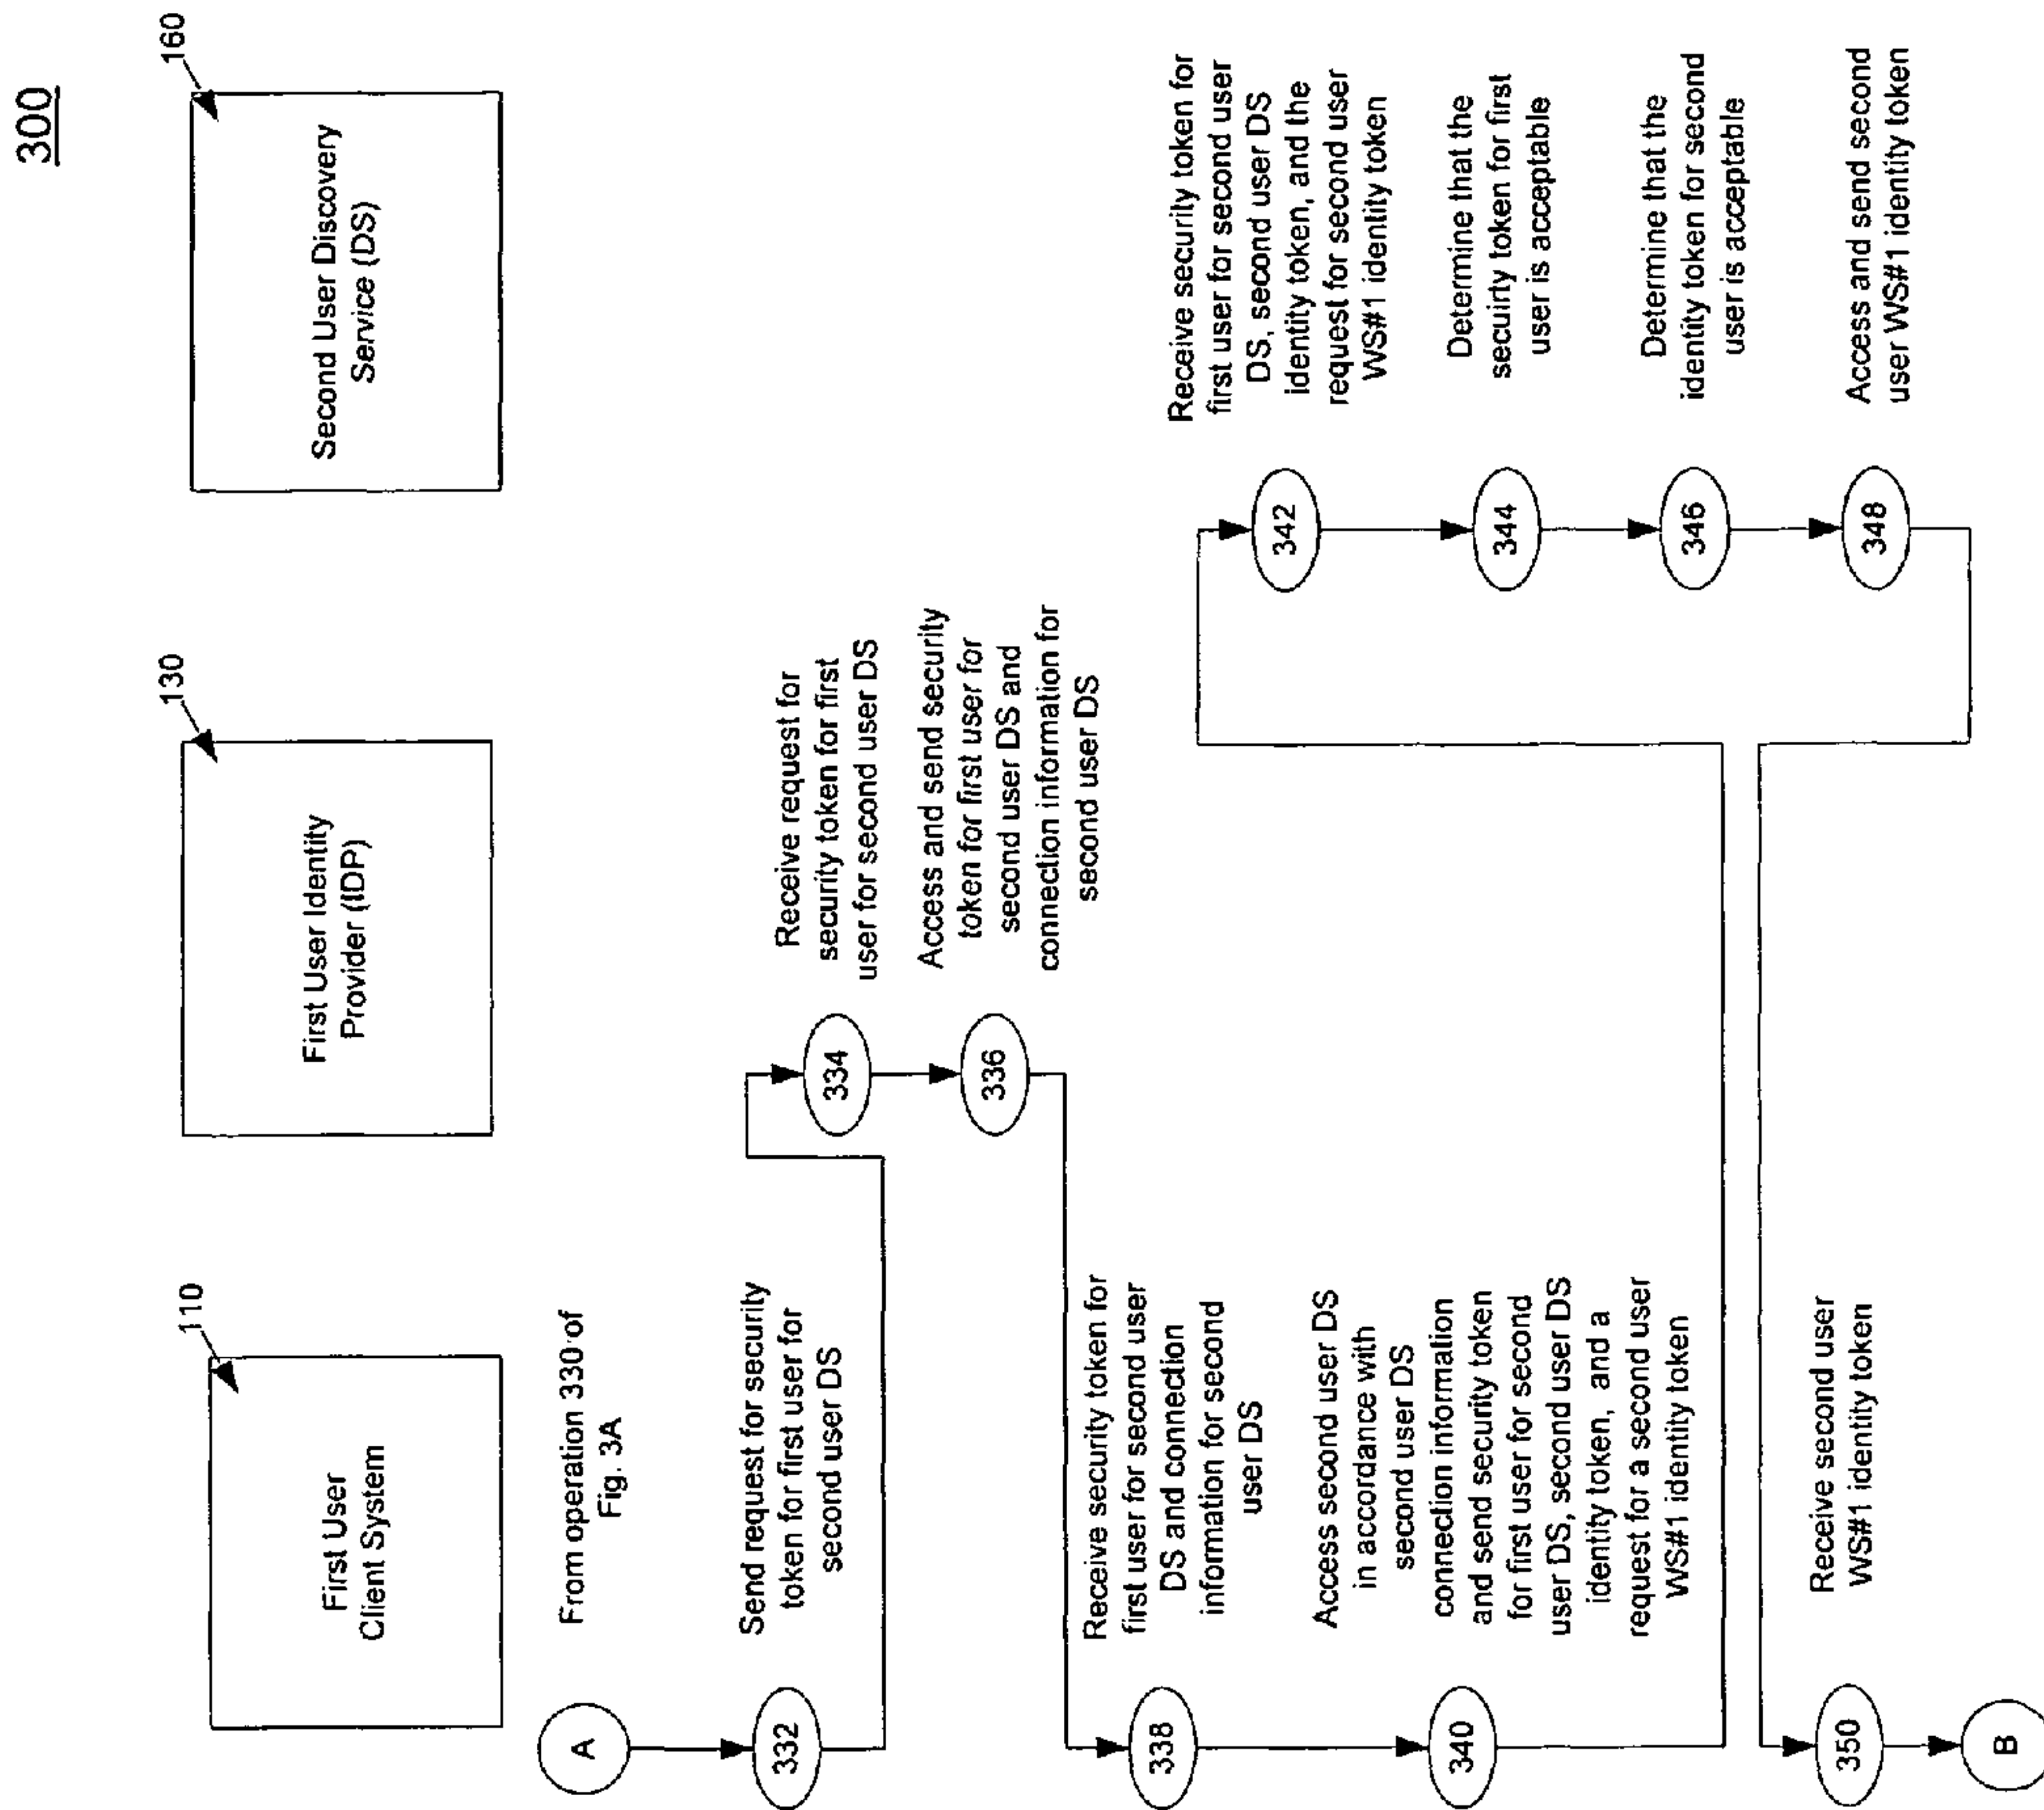 300
110
First User
Client System
130
First User Identity
Provider (IDP)
160
Second User Discovery
Service (DS)
From operation 330 of
Fig. 3A
A
332
Send request for security
token for first user for
second user DS
334
Receive request for
security token for first
user for second user DS
336
Access and send security
token for first user for
second user DS and
connection information for
second user DS
338
Receive security token for
first user for second user
DS and connection
information for second
user DS
340
Access second user DS
in accordance with
second user DS
connection information
and send security token
for first user for second
user DS, second user DS
identity token, and a
request for a second user
WS#1 identity token
342
Receive security token for
first user for second user
DS, second user DS
identity token, and the
request for second user
WS#1 identity token
344
Determine that the
secuirty token for first
user is acceptable
346
Determine that the
identity token for second
user is acceptable
348
Access and send second
user WS#1 identity token
350
Receive second user
WS#1 identity token
B